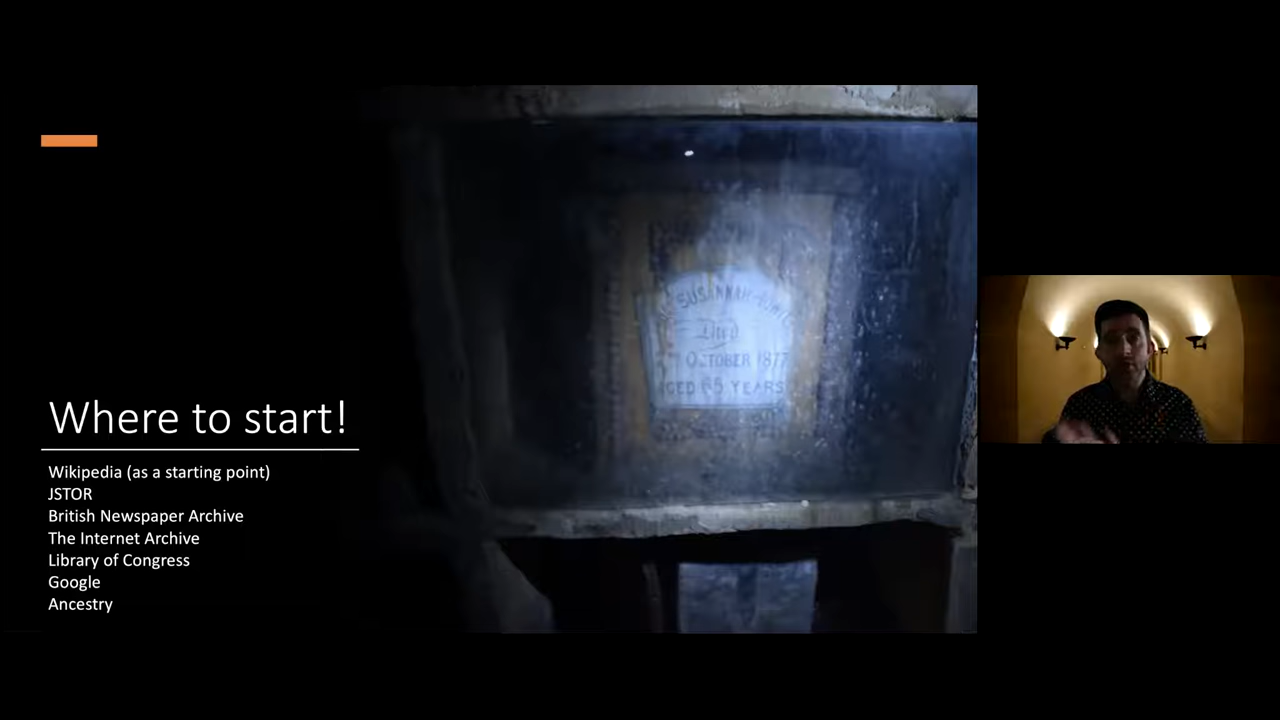 Where to start!
Wikipedia (as a starting point)
JSTOR
British Newspaper Archive
The Internet Archive
Library of Congress
Google
Ancestry
SUSANNAH
Died
OCTOBER 1877
AGED 65 YEARS